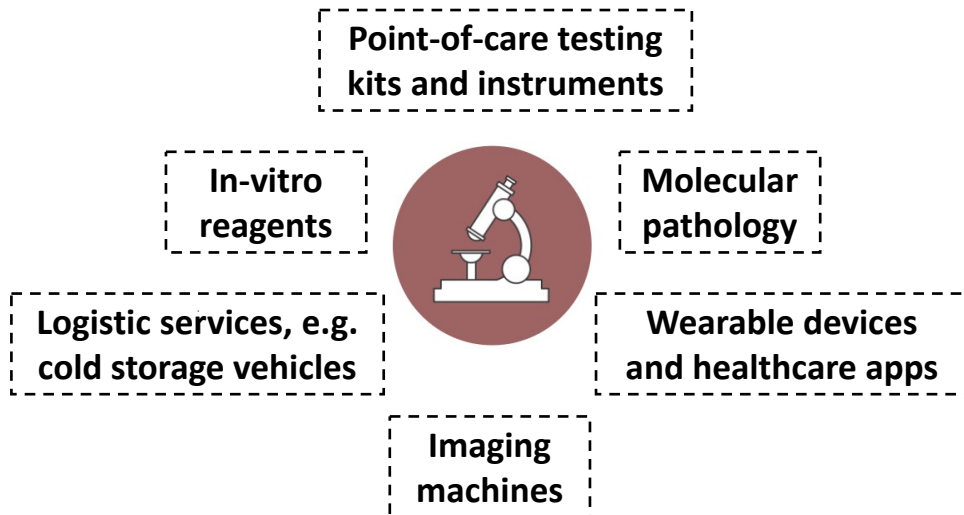 Point-of-care testing
kits and instruments
In-vitro
reagents
Molecular
pathology
Logistic services, e.g.
cold storage vehicles
Wearable devices
and healthcare apps
Imaging
machines